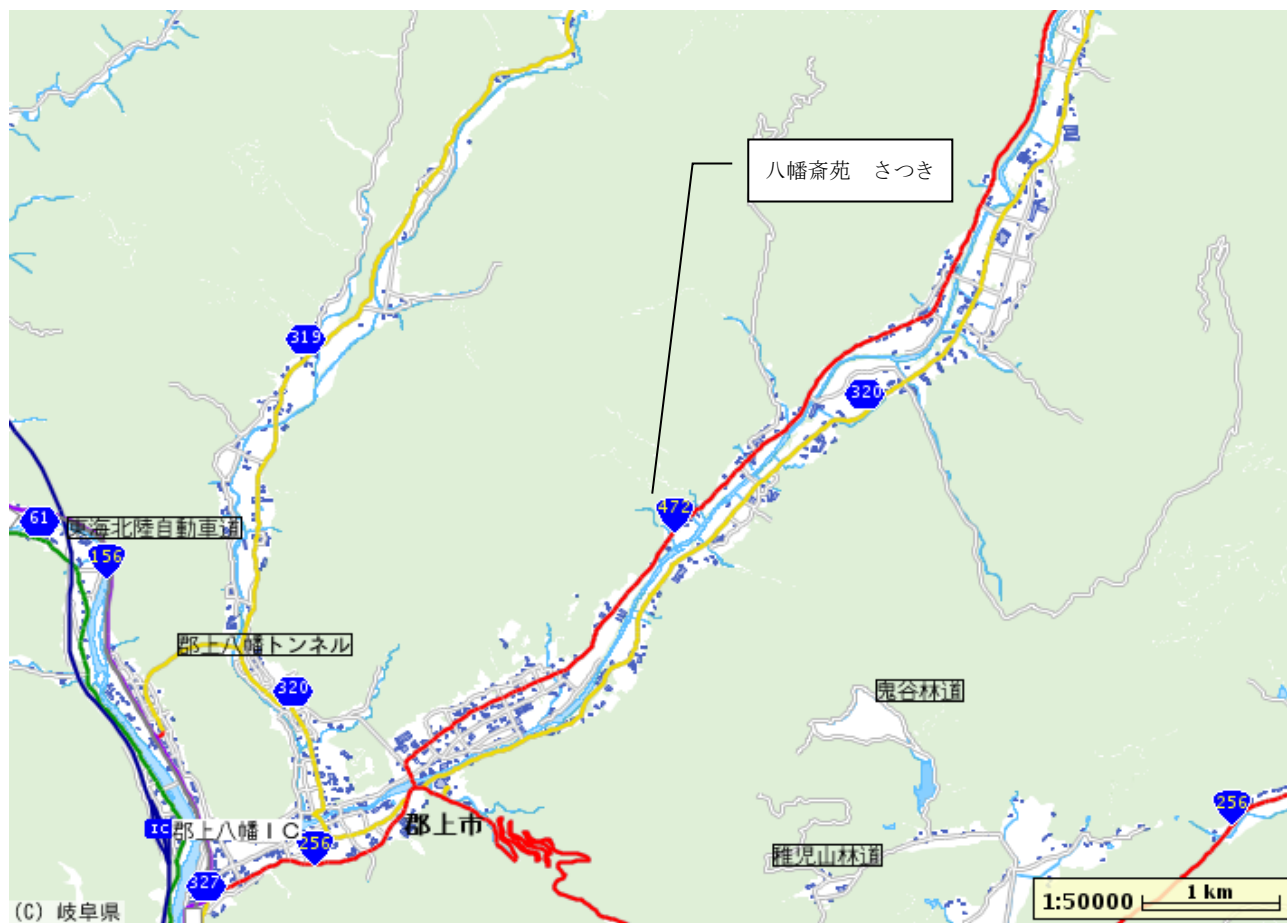 八幡斎苑　さつき
319
320
472
61
東海北陸自動車道
156
郡上八幡トンネル
320
鬼谷林道
256
郡上八幡IC
IC
256
郡上市
稚児山林道
327
1:50000
1 km
(C) 岐阜県